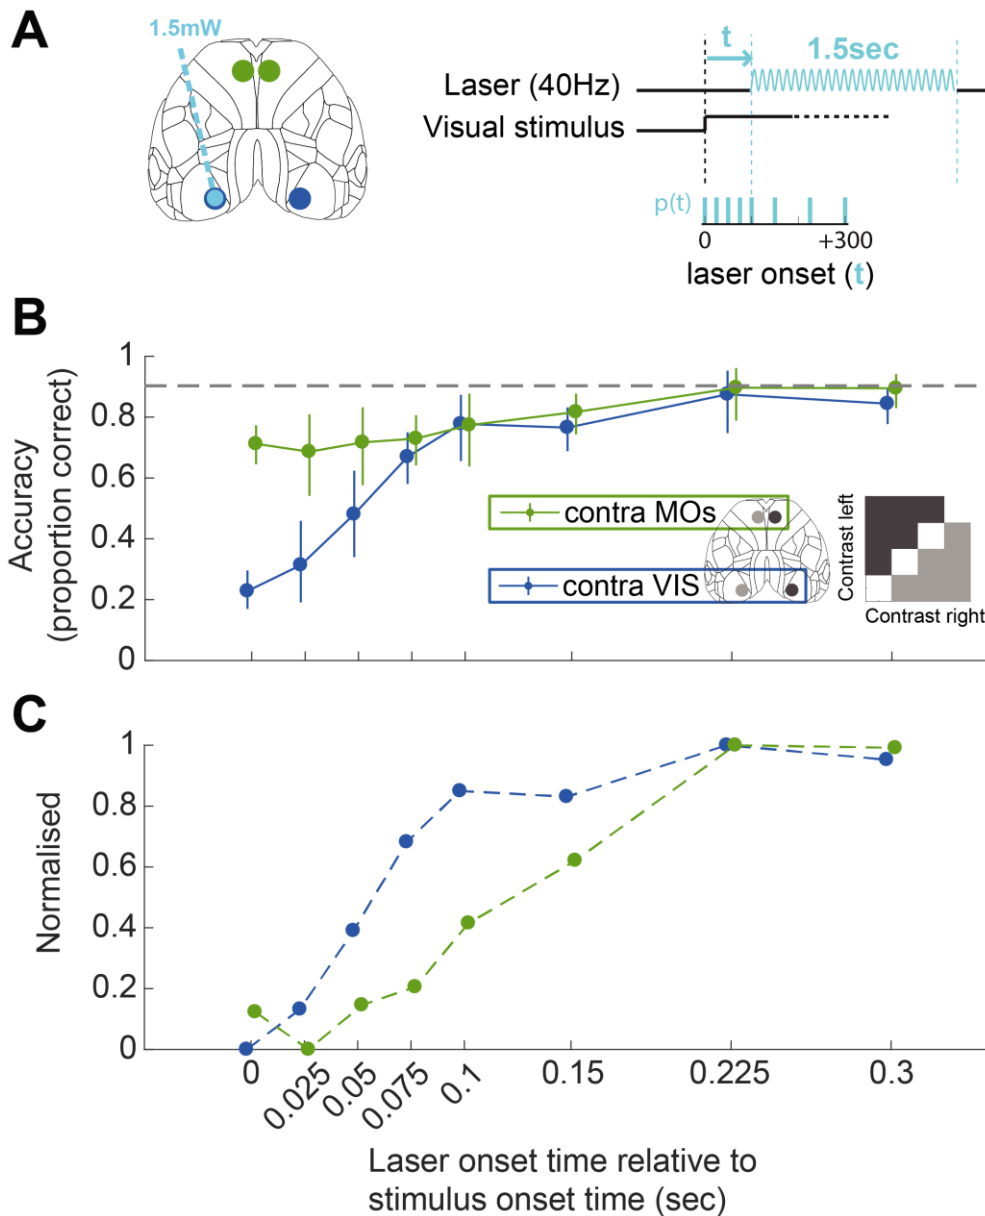 A
1.5mW
t
1.5sec
Laser (40Hz)
Visual stimulus
p(t)
0
+300
laser onset (t)
B
Accuracy
(proportion correct)
1
0.8
0.6
0.4
0.2
0
contra MOs
contra VIS
Contrast left
Contrast right
C
Normalised
1
0.8
0.6
0.4
0.2
0
0
0.025
0.05
0.075
0.1
0.15
0.225
0.3
Laser onset time relative to
stimulus onset time (sec)